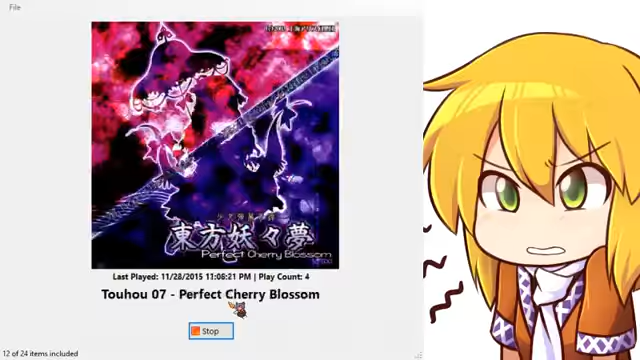 File
東方妖々夢
Perfect Cherry Blossom
Last Played: 11/28/2015 11:06:21 PM | Play Count: 4
Touhou 07 - Perfect Cherry Blossom
Stop
12 of 24 items included